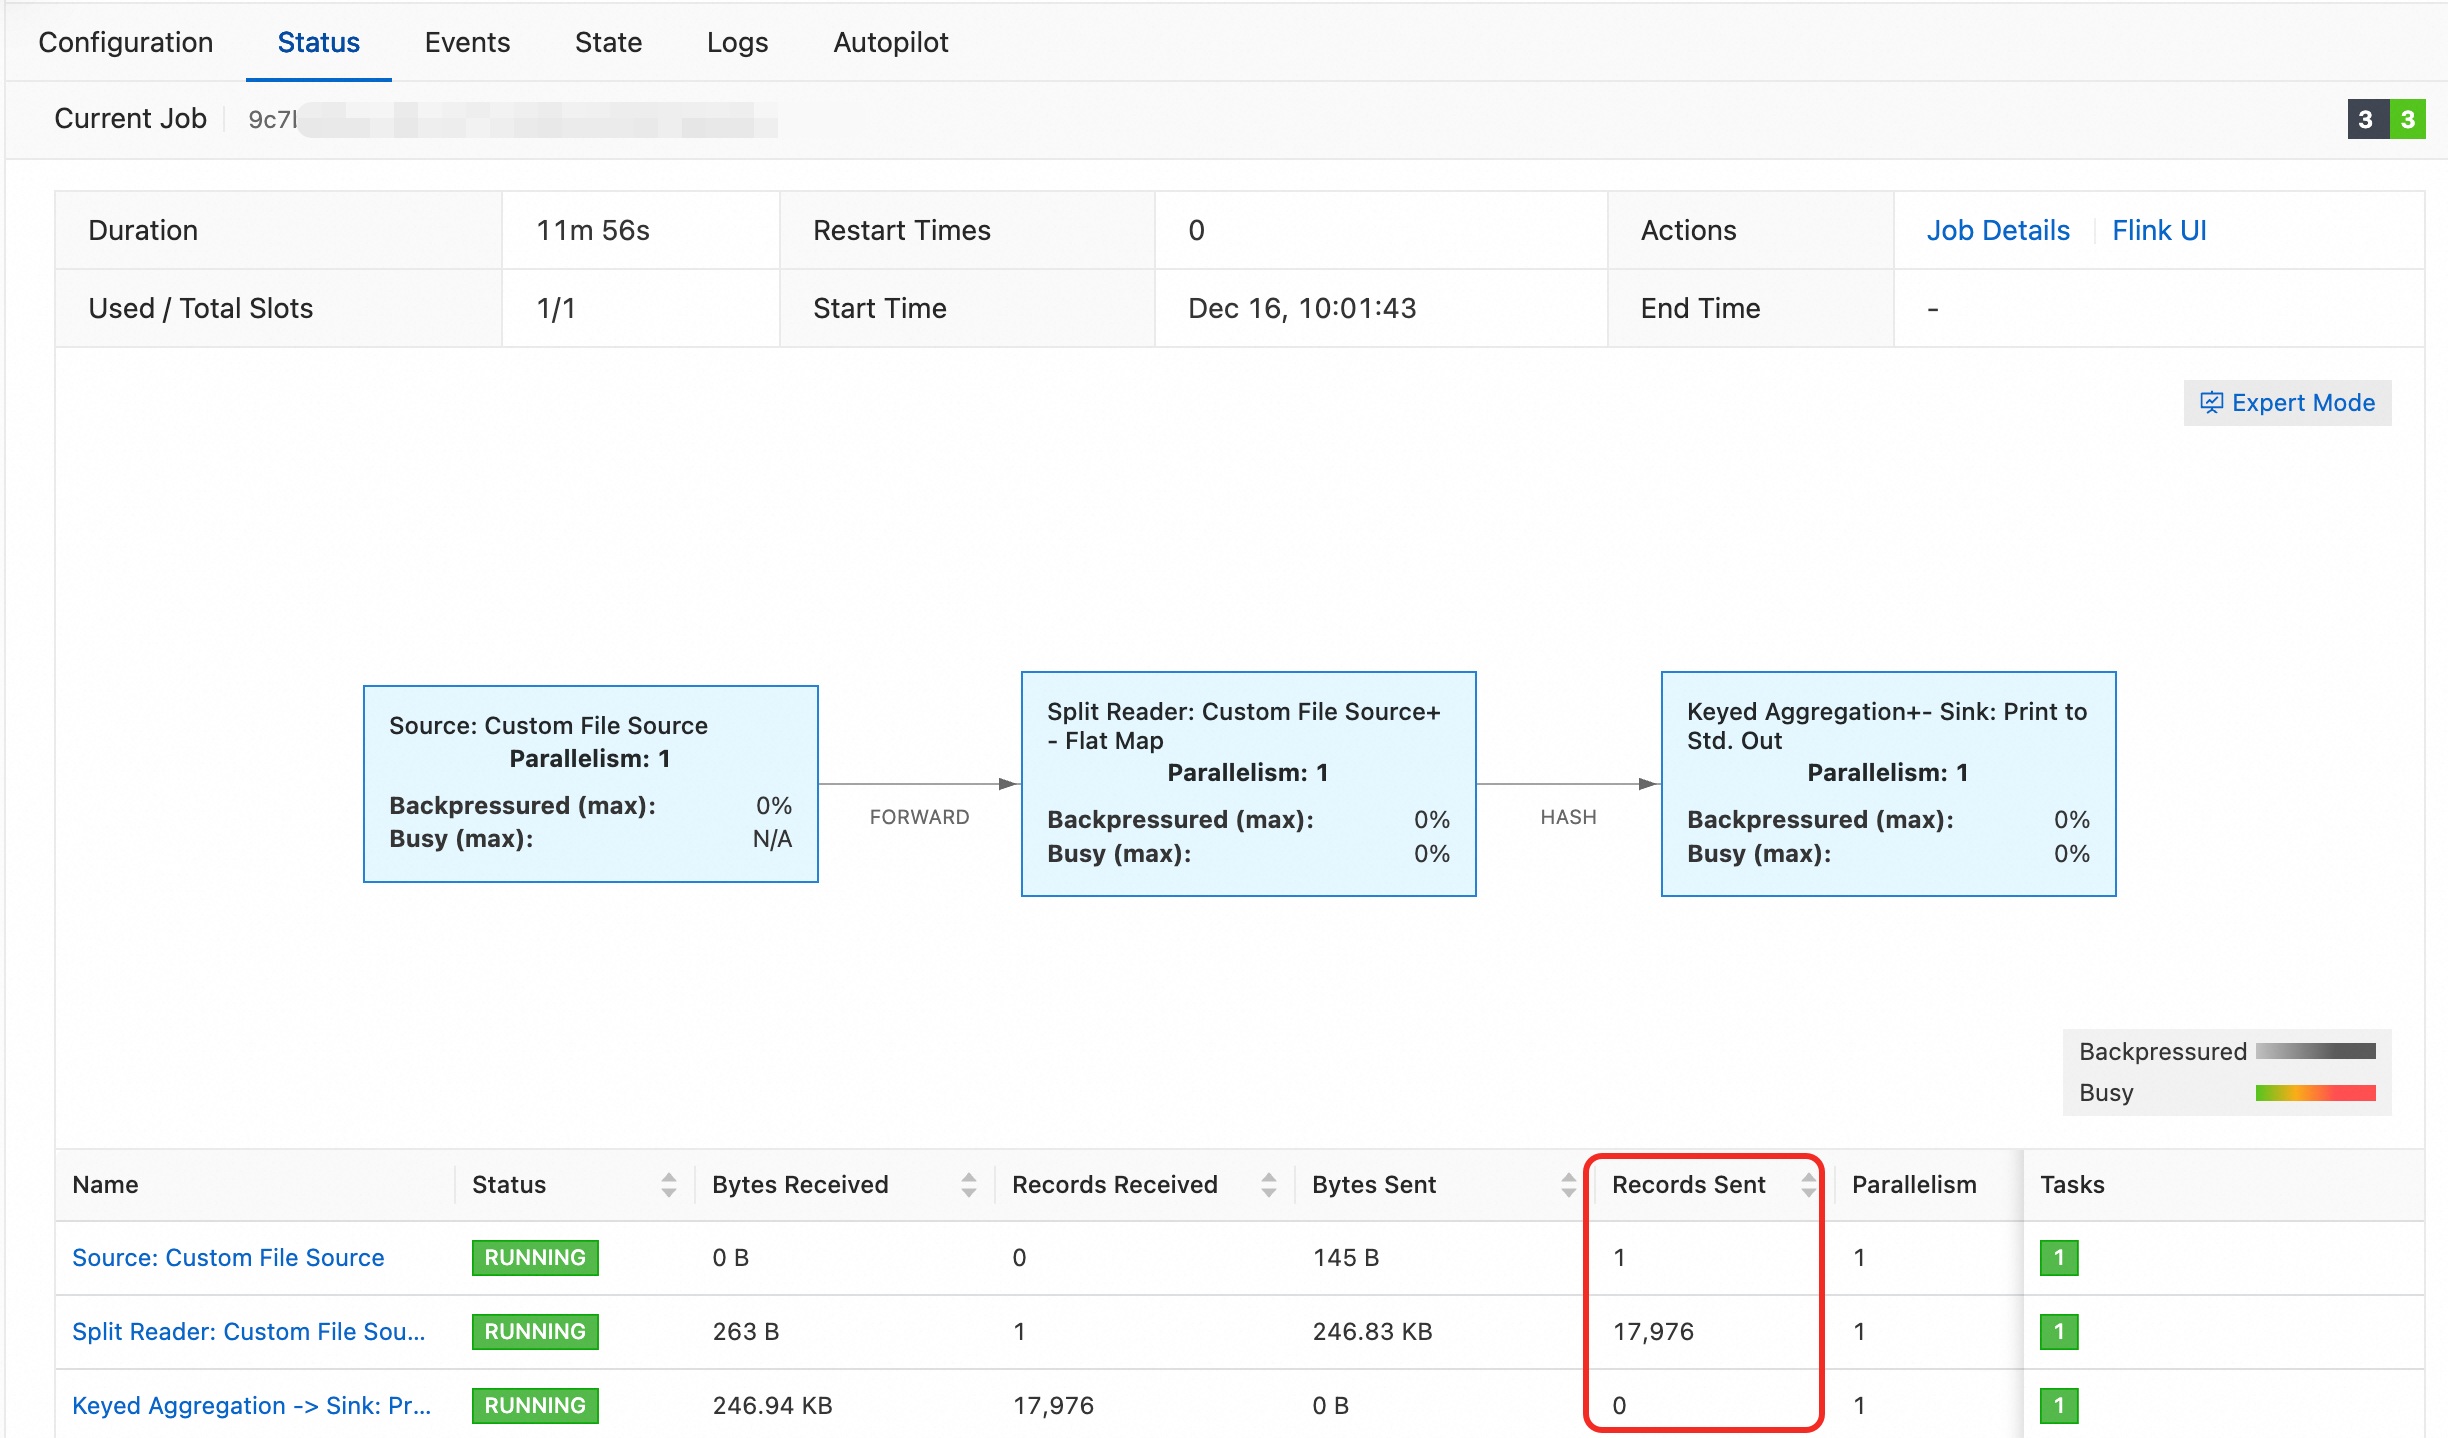 Configuration Status Events State Logs Autopilot
Current Job 3 3
Duration 11m 56s Restart Times 0 Actions Job Details Flink UI
Used / Total Slots 1/1 Start Time Dec 16, 10:01:43 End Time -
Expert Mode
Source: Custom File Source
Parallelism: 1
Backpressured (max): 0%
Busy (max): N/A
FORWARD
Split Reader: Custom File Source+
- Flat Map
Parallelism: 1
Backpressured (max): 0%
Busy (max): 0%
HASH
Keyed Aggregation+- Sink: Print to
Std. Out
Parallelism: 1
Backpressured (max): 0%
Busy (max): 0%
Backpressured
Busy
Name Status Bytes Received Records Received Bytes Sent Records Sent Parallelism Tasks
Source: Custom File Source RUNNING 0 B 0 145 B 1 1 1
Split Reader: Custom File Sou... RUNNING 263 B 1 246.83 KB 17,976 1 1
Keyed Aggregation -> Sink: Pr... RUNNING 246.94 KB 17,976 0 B 0 1 1